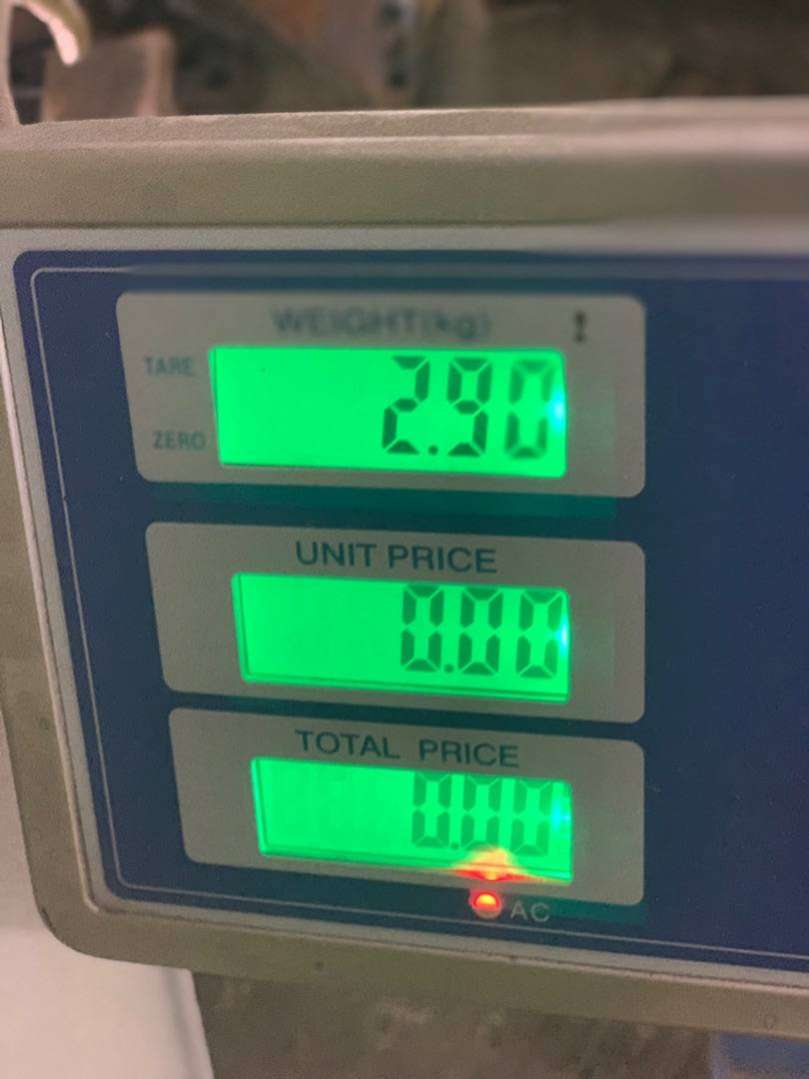 WEIGHT(kg)
TARE
2.90
ZERO
UNIT PRICE
0.00
TOTAL PRICE
0.00
AC